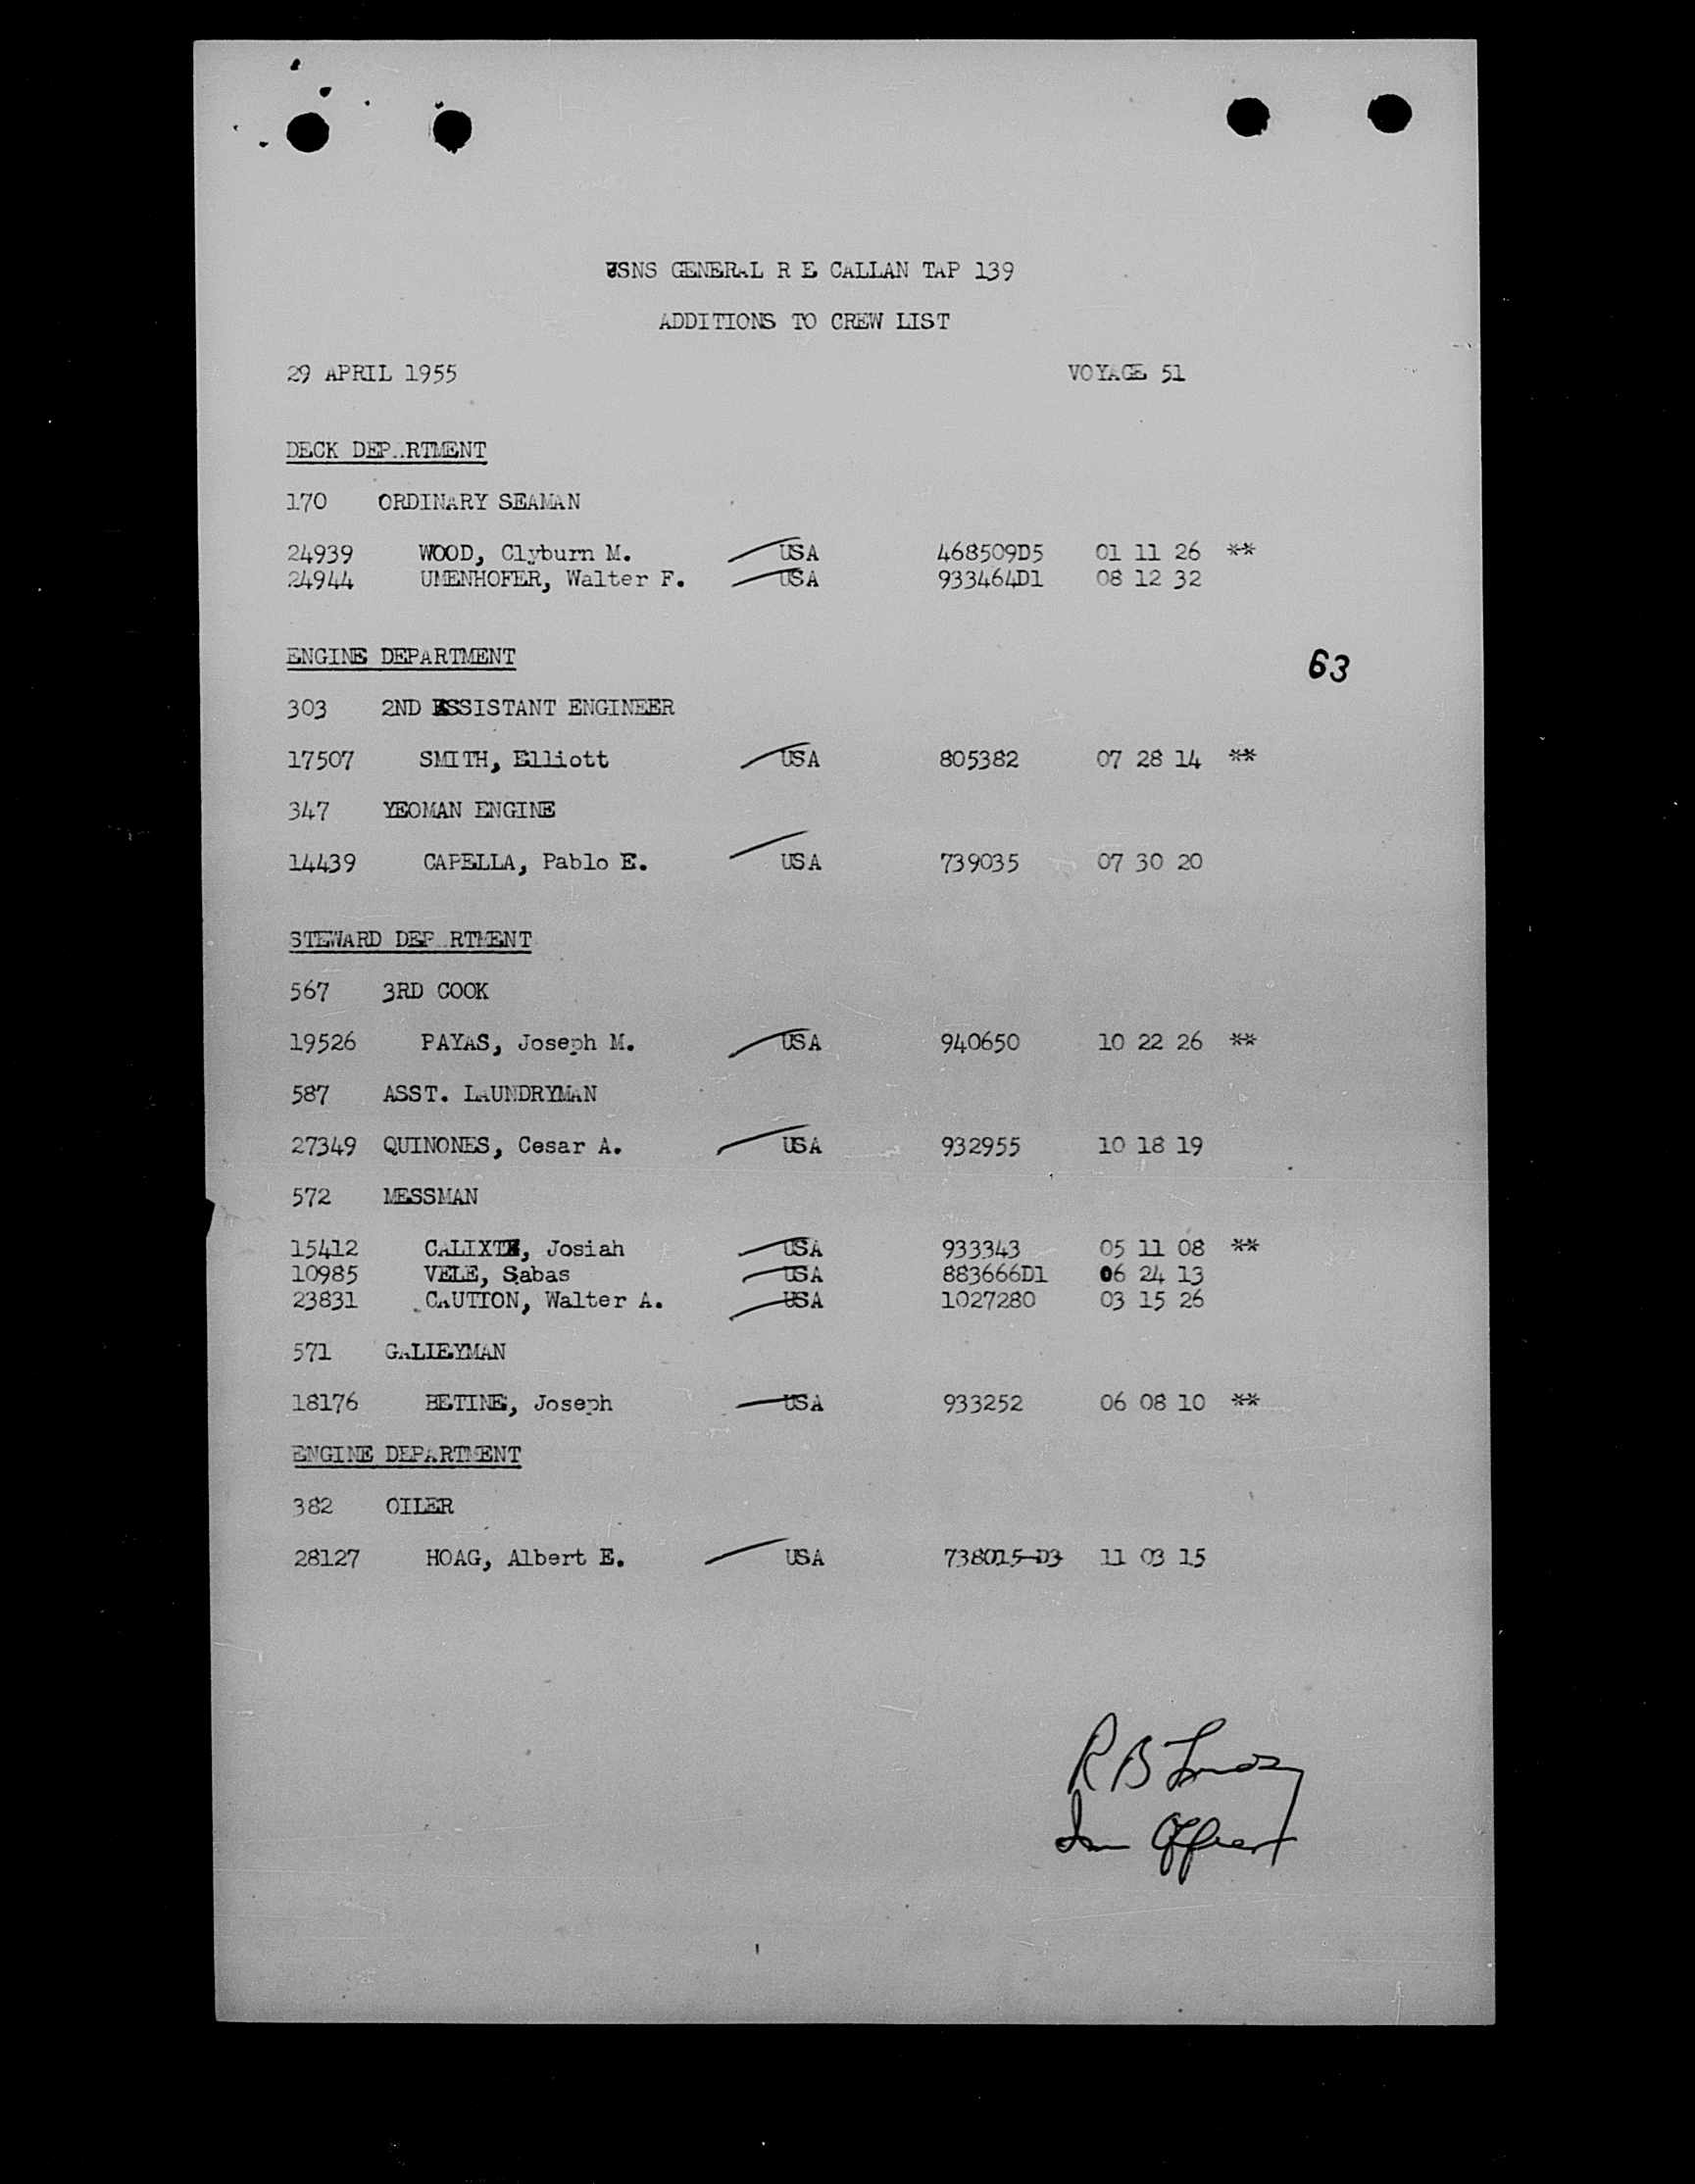 USNS GENERAL R E CALLAN TAP 139
ADDITIONS TO CREW LIST
29 APRIL 1955 VOYAGE 51
DECK DEPARTMENT
170 ORDINARY SEAMAN
24939 WOOD, Clyburn M. USA 468509D5 01 11 26 **
24944 UMENHOFER, Walter F. USA 933464D1 08 12 32
ENGINE DEPARTMENT
63
303 2ND ASSISTANT ENGINEER
17507 SMITH, Elliott USA 805382 07 28 14 **
347 YEOMAN ENGINE
14439 CAPELLA, Pablo E. USA 739035 07 30 20
STEWARD DEPARTMENT
567 3RD COOK
19526 PAYAS, Joseph M. USA 940650 10 22 26 **
587 ASST. LAUNDRYMAN
27349 QUINONES, Cesar A. USA 932955 10 18 19
572 MESSMAN
15412 CALIXTE, Josiah USA 933343 05 11 08 **
10985 VELE, Sabas USA 883666D1 06 24 13
23831 CAUTION, Walter A. USA 1027280 03 15 26
571 GALLEYMAN
18176 BETINE, Joseph USA 933252 06 08 10 **
ENGINE DEPARTMENT
382 OILER
28127 HOAG, Albert E. USA 738015-D3 11 03 15
R B
Officer